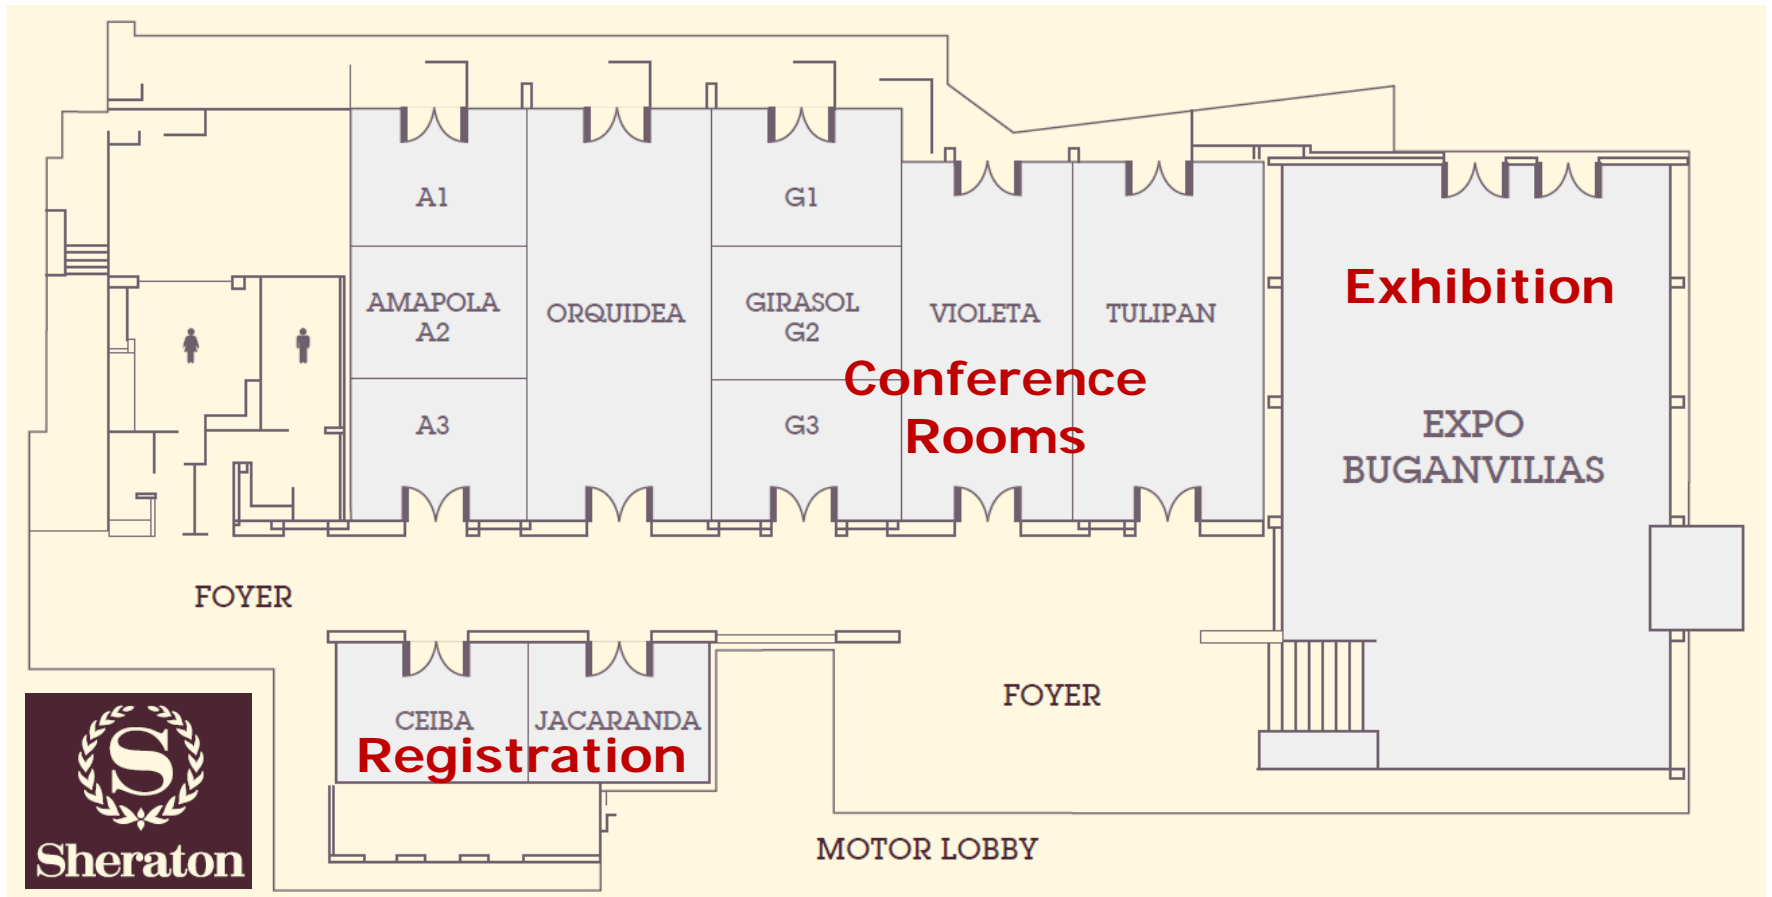 A1
G1
Exhibition
AMAPOLA
A2
ORQUIDEA
GIRASOL
G2
VIOLETA
TULIPAN
Conference
Rooms
A3
G3
EXPO
BUGANVILIAS
FOYER
FOYER
CEIBA
JACARANDA
Registration
S
Sheraton
MOTOR LOBBY